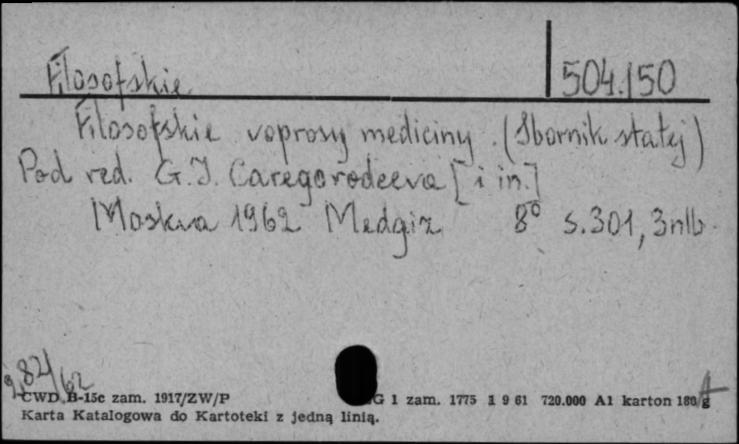 Filosofskie 504.150
Filosofskie voprosy mediciny. (Sbornik statej)
Pod red. G.I. Caregorodceva [i in.]
Moskva 1962 Medgiz 8° s. 301, 3nlb.
82/62
CWD B-15c zam. 1917/ZW/P G 1 zam. 1775 1 9 61 720.000 A1 karton 180 g
Karta Katalogowa do Kartoteki z jedną linią.